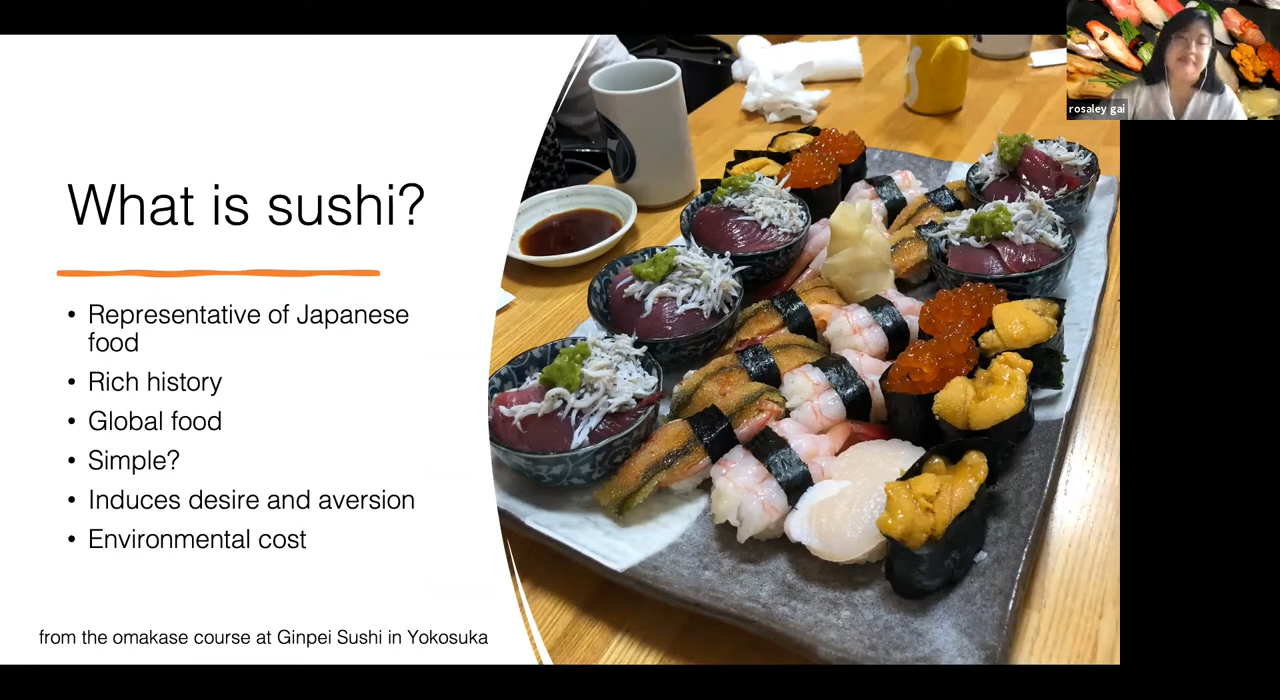 rosaley gai
What is sushi?
• Representative of Japanese
food
• Rich history
• Global food
• Simple?
• Induces desire and aversion
• Environmental cost
from the omakase course at Ginpei Sushi in Yokosuka